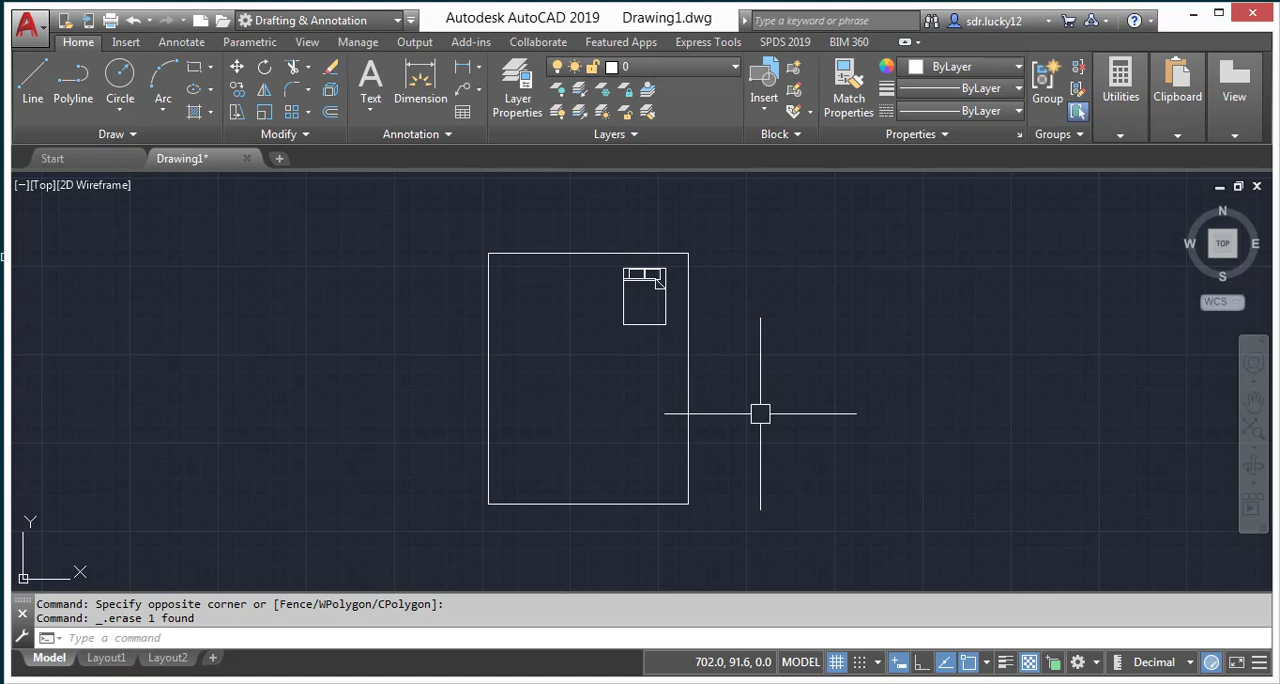 Drafting & Annotation
Autodesk AutoCAD 2019 Drawing1.dwg
Type a keyword or phrase
sdr.lucky12
Home Insert Annotate Parametric View Manage Output Add-ins Collaborate Featured Apps Express Tools SPDS 2019 BIM 360
Line Polyline Circle Arc
Draw
Modify
Text Dimension
Annotation
Layer Properties
0
Layers
Insert
Block
Match Properties
ByLayer
ByLayer
ByLayer
Properties
Group
Groups
Utilities
Clipboard
View
Start
Drawing1*
[−][Top][2D Wireframe]
N
W TOP E
S
WCS
Y
X
Command: Specify opposite corner or [Fence/WPolygon/CPolygon]:
Command: _.erase 1 found
Type a command
Model Layout1 Layout2
702.0, 91.6, 0.0 MODEL Decimal